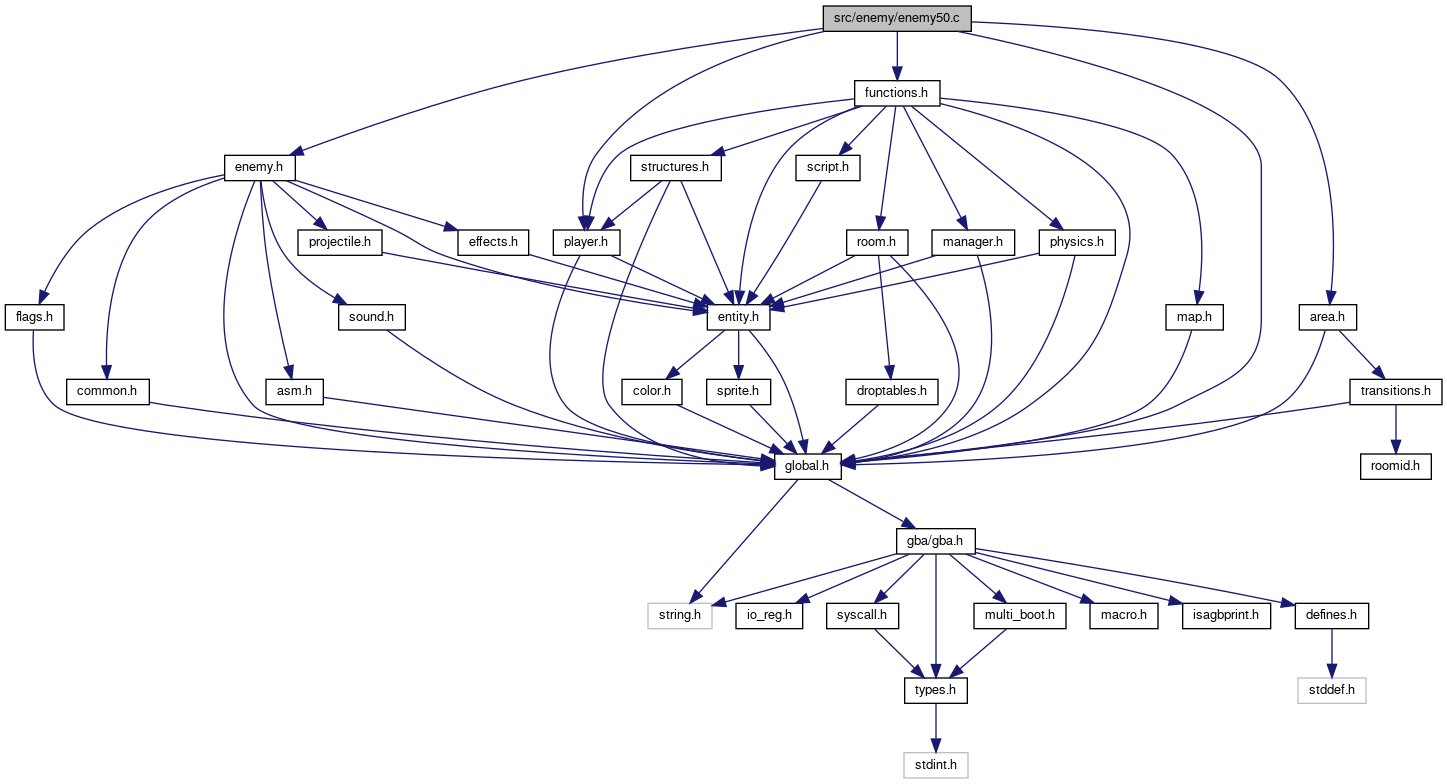 src/enemy/enemy50.c
functions.h
enemy.h
structures.h
script.h
projectile.h
effects.h
player.h
room.h
manager.h
physics.h
flags.h
sound.h
entity.h
map.h
area.h
common.h
asm.h
color.h
sprite.h
droptables.h
transitions.h
global.h
roomid.h
gba/gba.h
string.h
io_reg.h
syscall.h
multi_boot.h
macro.h
isagbprint.h
defines.h
types.h
stddef.h
stdint.h